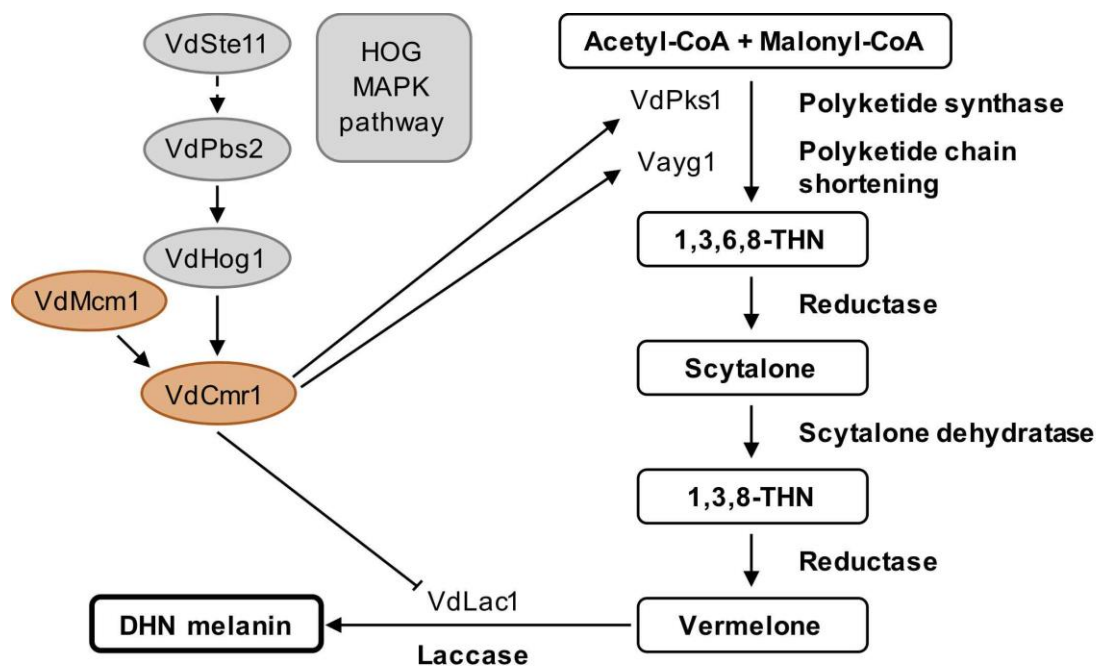 VdSte11
HOG
MAPK
pathway
VdPbs2
VdHog1
VdMcm1
VdCmr1
Acetyl-CoA + Malonyl-CoA
VdPks1
Polyketide synthase
Vayg1
Polyketide chain
shortening
1,3,6,8-THN
Reductase
Scytalone
Scytalone dehydratase
1,3,8-THN
Reductase
Vermelone
VdLac1
Laccase
DHN melanin